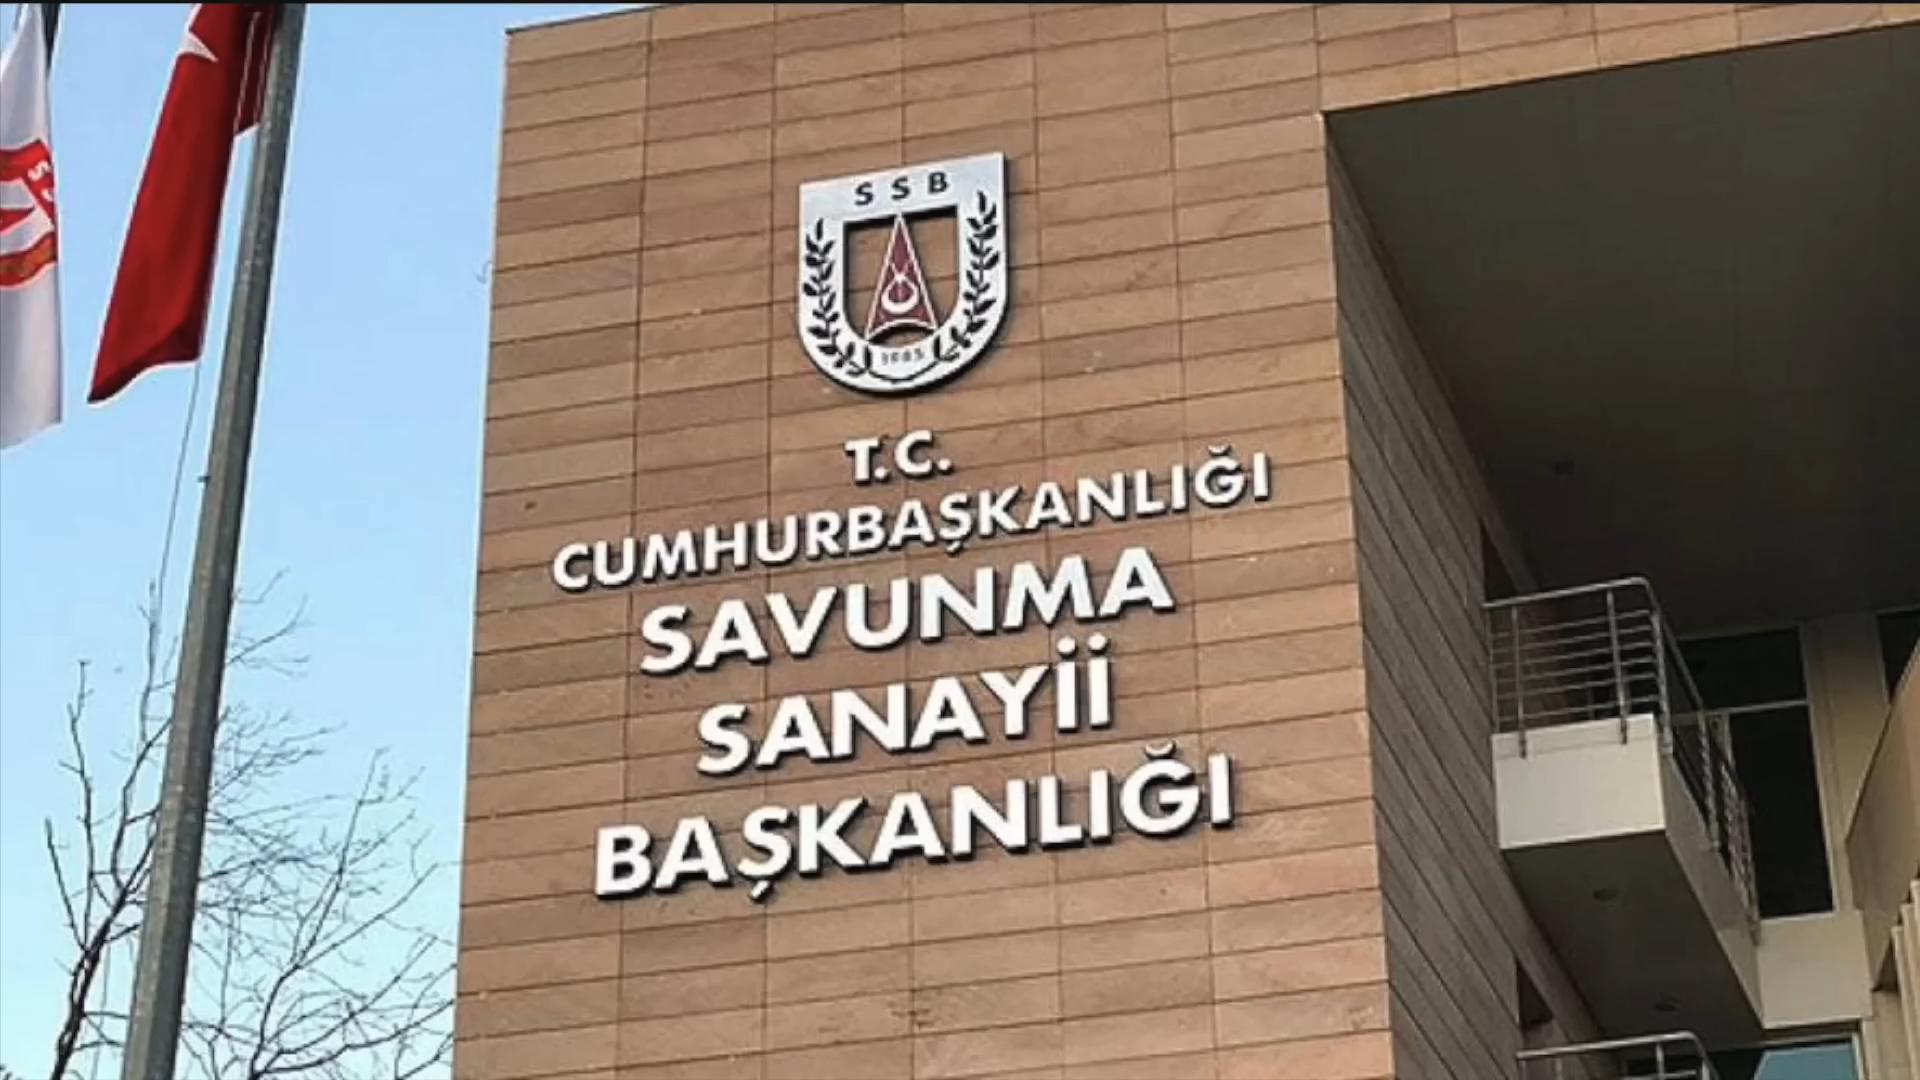 SSB
1985
T.C.
CUMHURBAŞKANLIĞI
SAVUNMA
SANAYİİ
BAŞKANLIĞI